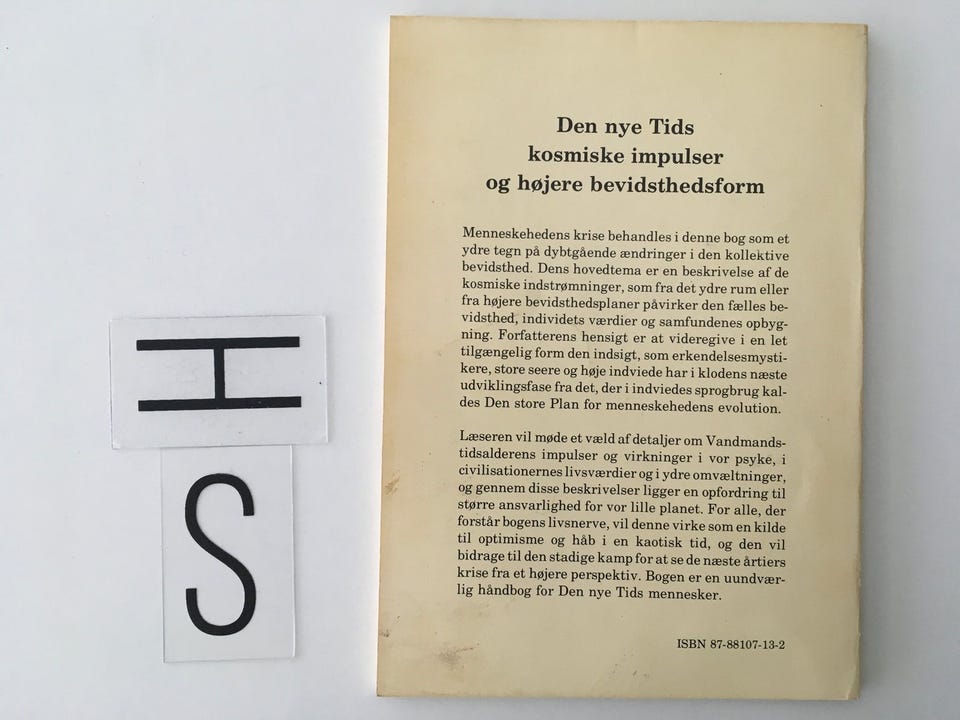 H
S
Den nye Tids
kosmiske impulser
og højere bevidsthedsform
Menneskehedens krise behandles i denne bog som et
ydre tegn på dybtgående ændringer i den kollektive
bevidsthed. Dens hovedtema er en beskrivelse af de
kosmiske indstrømninger, som fra det ydre rum eller
fra højere bevidsthedsplaner påvirker den fælles be-
vidsthed, individets værdier og samfundenes opbyg-
ning. Forfatterens hensigt er at videregive i en let
tilgængelig form den indsigt, som erkendelsesmysti-
kere, store seere og høje indviede har i klodens næste
udviklingsfase fra det, der i indviedes sprogbrug kal-
des Den store Plan for menneskehedens evolution.
Læseren vil møde et væld af detaljer om Vandmands-
tidsalderens impulser og virkninger i vor psyke, i
civilisationernes livsværdier og i ydre omvæltninger,
og gennem disse beskrivelser ligger en opfordring til
større ansvarlighed for vor lille planet. For alle, der
forstår bogens livsnerve, vil denne virke som en kilde
til optimisme og håb i en kaotisk tid, og den vil
bidrage til den stadige kamp for at se de næste årtiers
krise fra et højere perspektiv. Bogen er en uundvær-
lig håndbog for Den nye Tids mennesker.
ISBN 87-88107-13-2